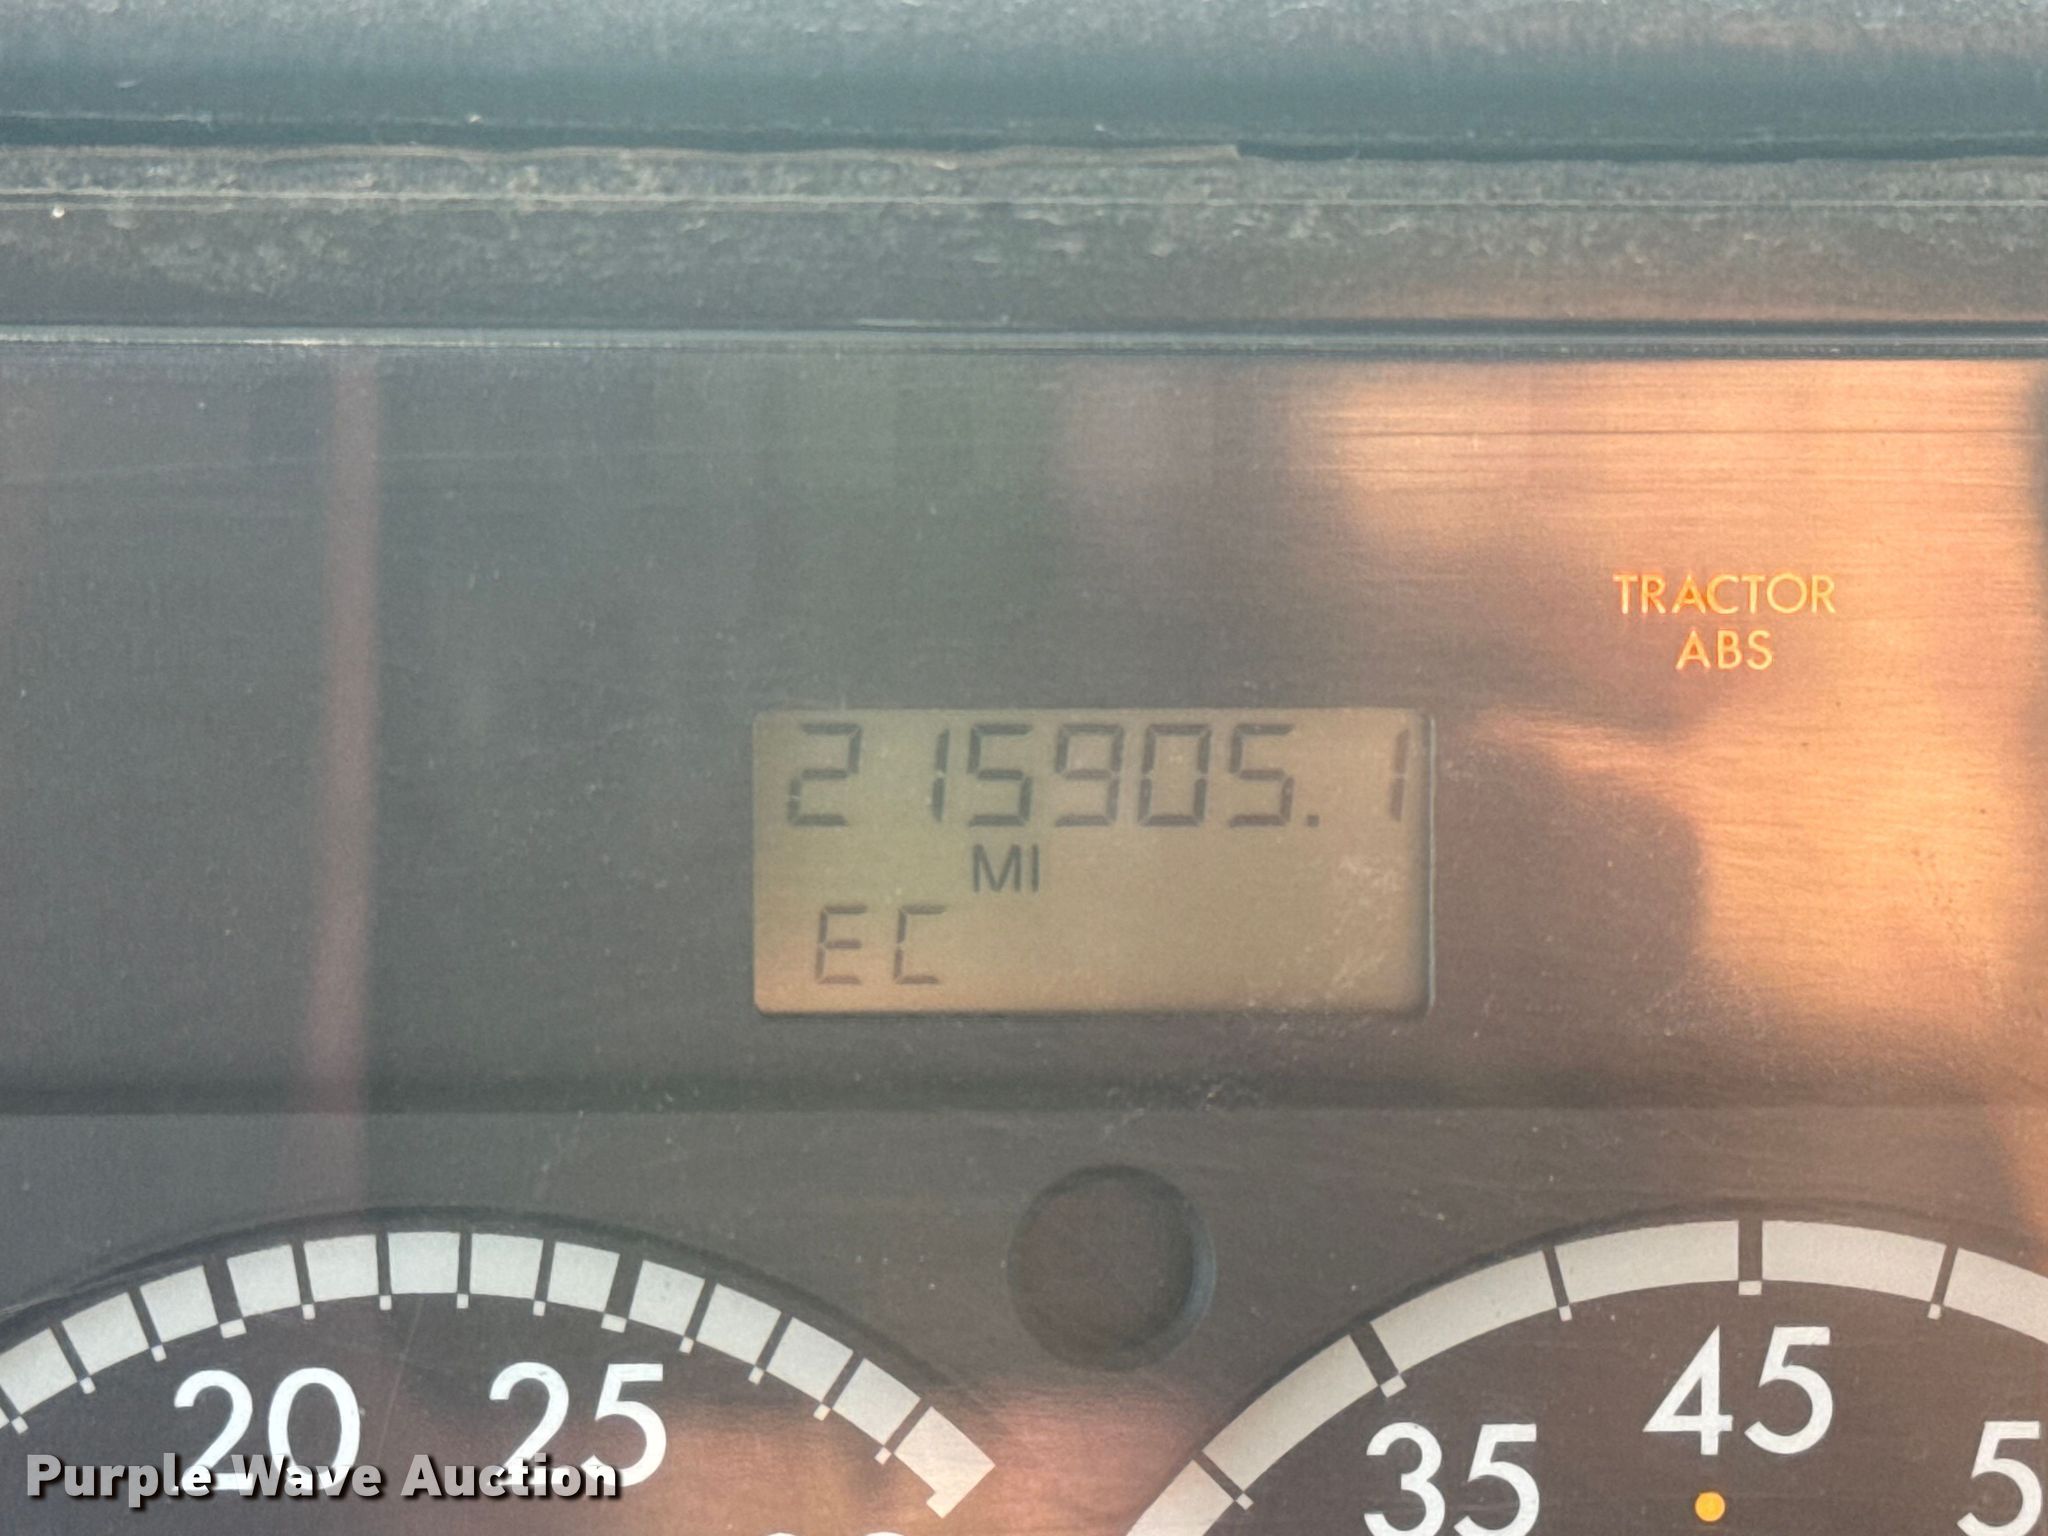 TRACTOR
ABS
215905.1
MI
EC
20 25
35 45
Purple Wave Auction